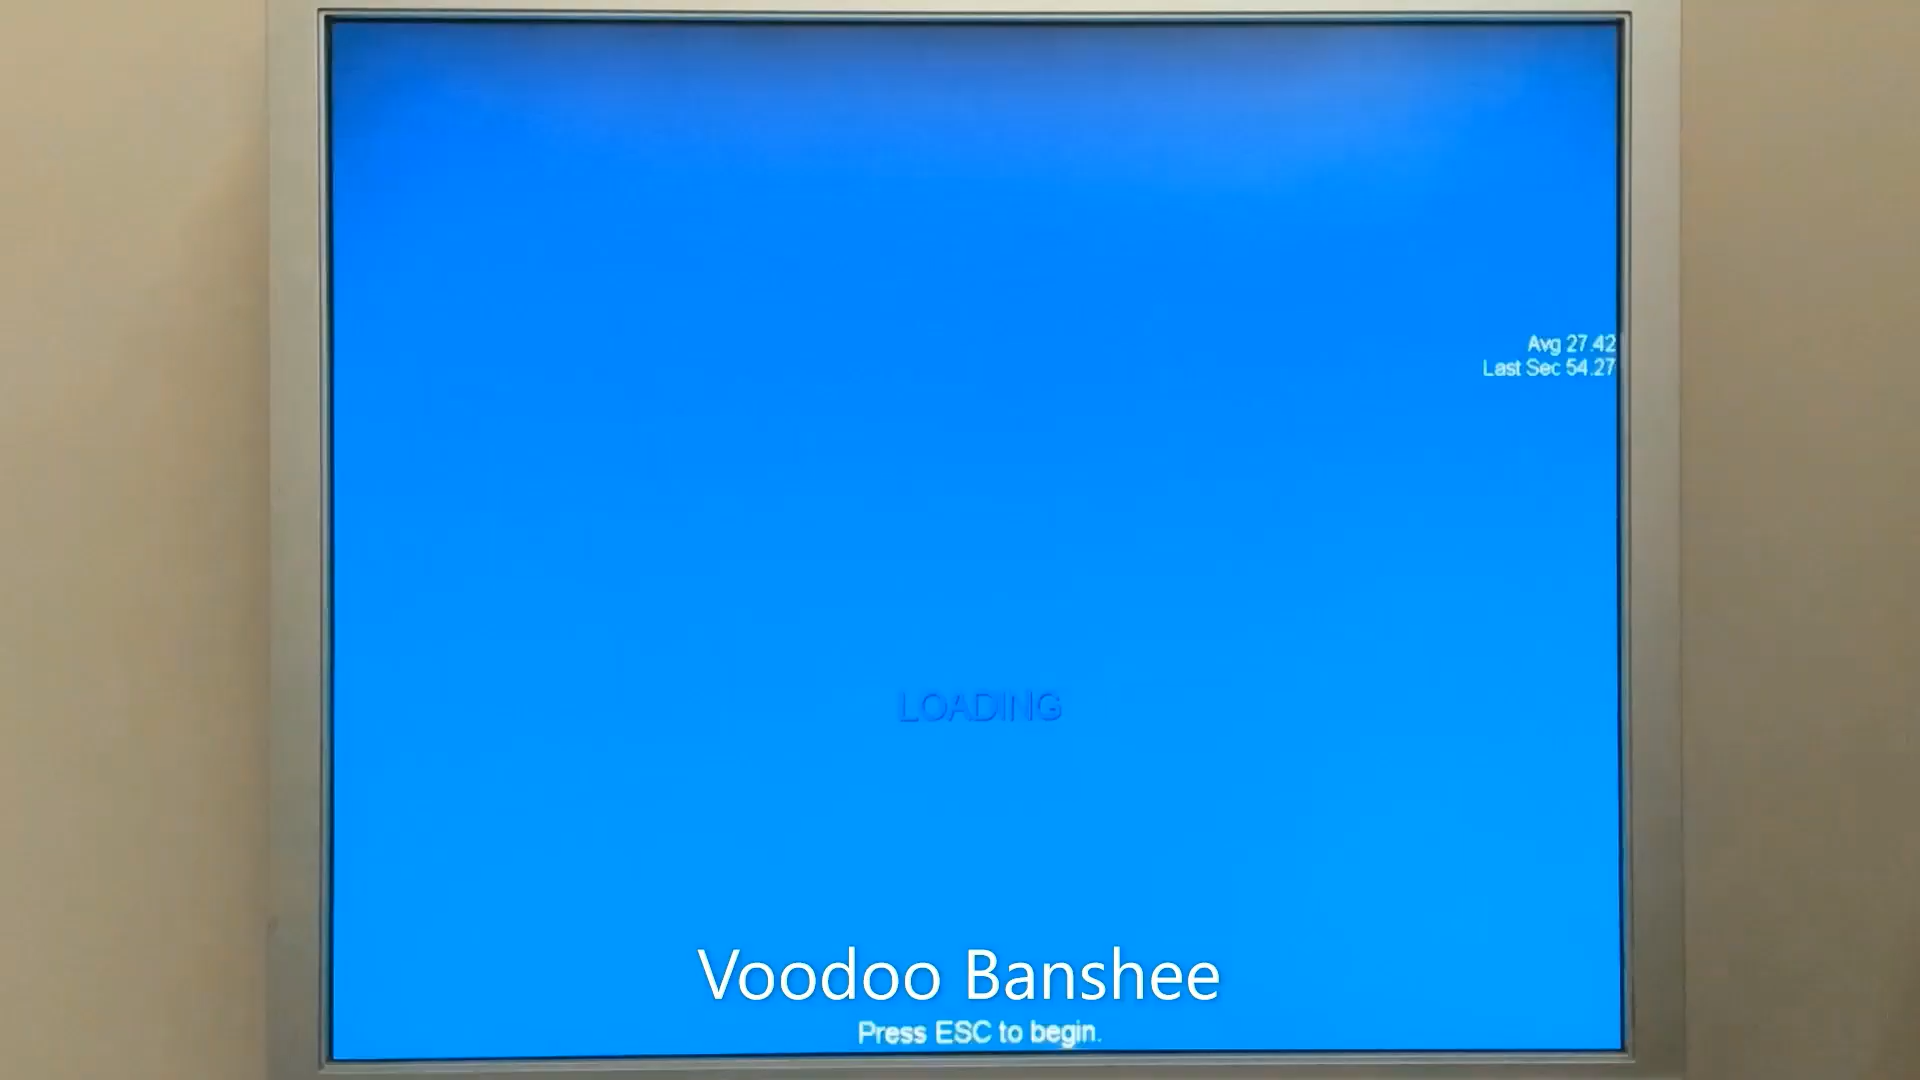 Avg 27.42
Last Sec 54.27
LOADING
Voodoo Banshee
Press ESC to begin.